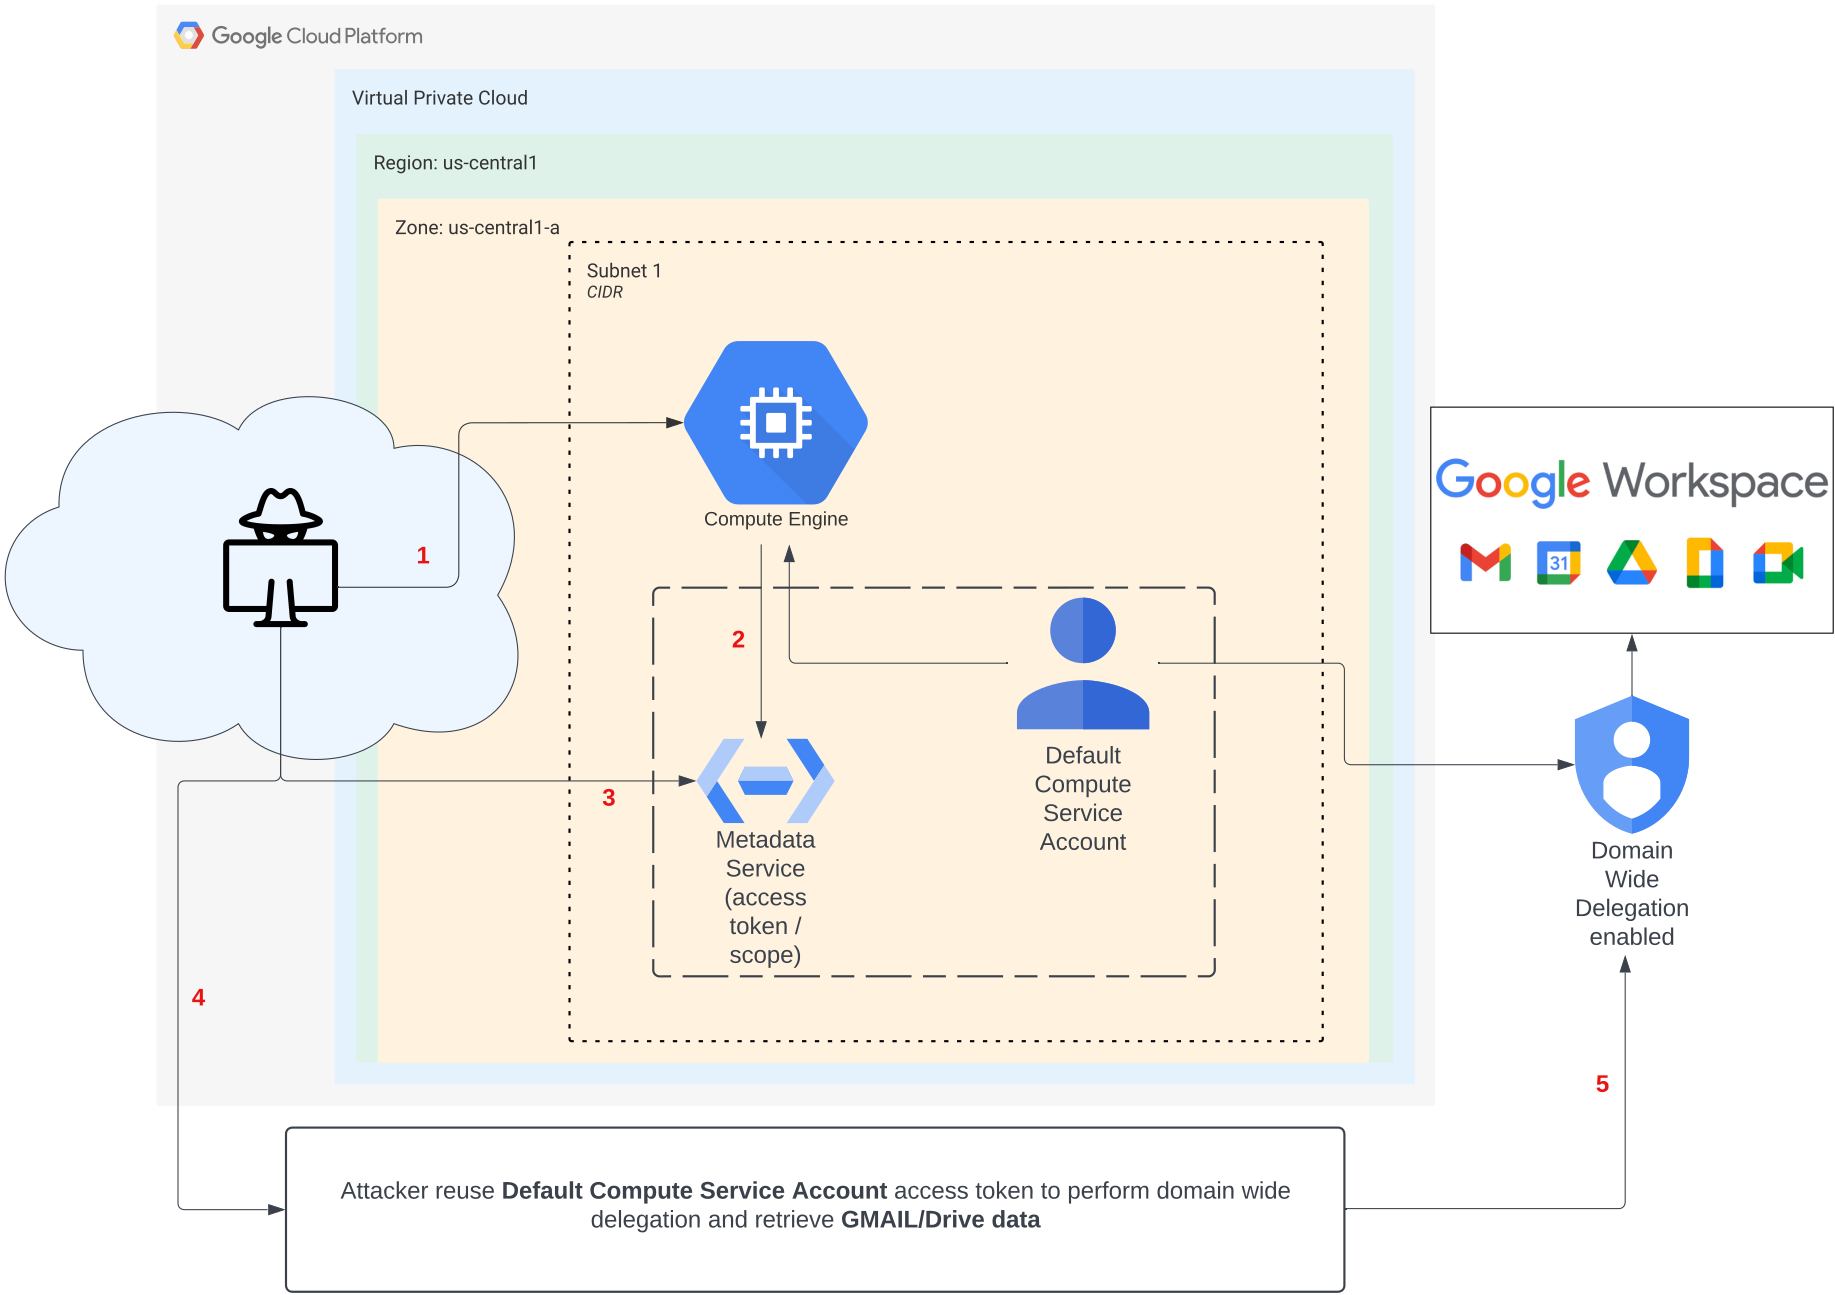 Google Cloud Platform
Virtual Private Cloud
Region: us-central1
Zone: us-central1-a
Subnet 1
CIDR
Compute Engine
1
2
3
4
5
Default
Compute
Service
Account
Metadata
Service
(access
token /
scope)
Google Workspace
31
Domain
Wide
Delegation
enabled
Attacker reuse Default Compute Service Account access token to perform domain wide
delegation and retrieve GMAIL/Drive data